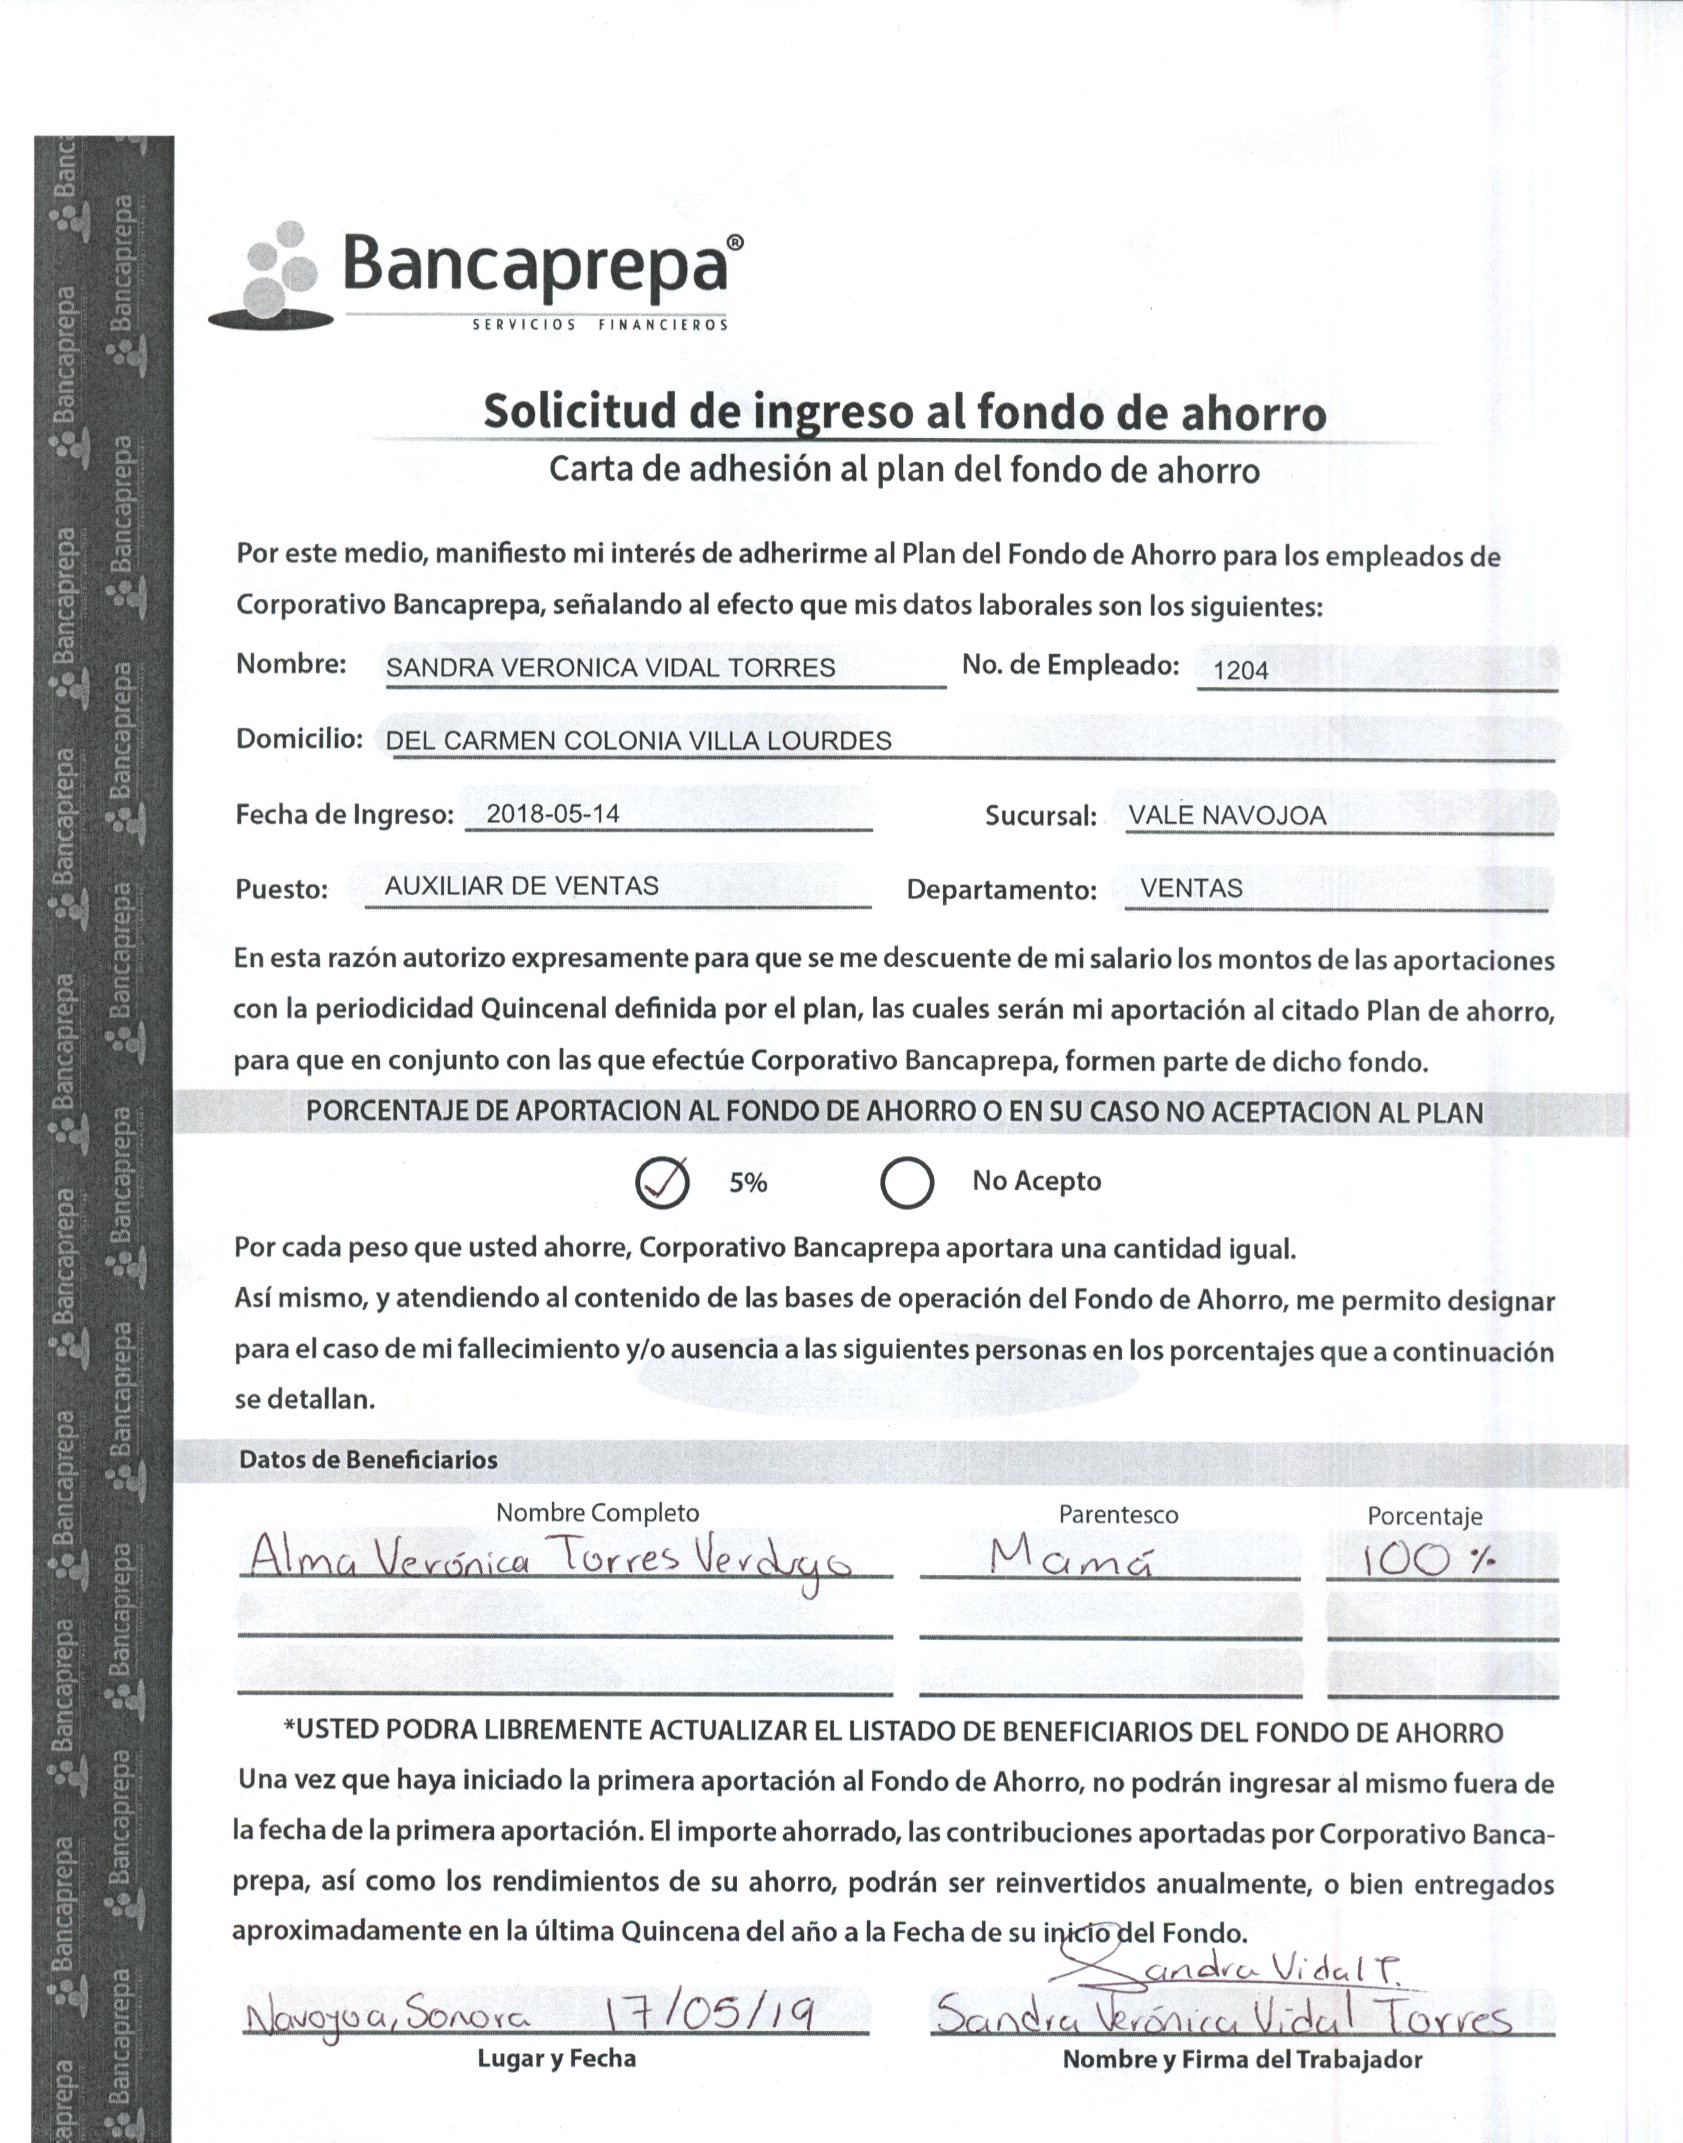 Bancaprepa®
SERVICIOS FINANCIEROS
Solicitud de ingreso al fondo de ahorro
Carta de adhesión al plan del fondo de ahorro
Por este medio, manifiesto mi interés de adherirme al Plan del Fondo de Ahorro para los empleados de
Corporativo Bancaprepa, señalando al efecto que mis datos laborales son los siguientes:
Nombre: SANDRA VERONICA VIDAL TORRES No. de Empleado: 1204
Domicilio: DEL CARMEN COLONIA VILLA LOURDES
Fecha de Ingreso: 2018-05-14 Sucursal: VALE NAVOJOA
Puesto: AUXILIAR DE VENTAS Departamento: VENTAS
En esta razón autorizo expresamente para que se me descuente de mi salario los montos de las aportaciones
con la periodicidad Quincenal definida por el plan, las cuales serán mi aportación al citado Plan de ahorro,
para que en conjunto con las que efectúe Corporativo Bancaprepa, formen parte de dicho fondo.
PORCENTAJE DE APORTACION AL FONDO DE AHORRO O EN SU CASO NO ACEPTACION AL PLAN
5% No Acepto
Por cada peso que usted ahorre, Corporativo Bancaprepa aportara una cantidad igual.
Así mismo, y atendiendo al contenido de las bases de operación del Fondo de Ahorro, me permito designar
para el caso de mi fallecimiento y/o ausencia a las siguientes personas en los porcentajes que a continuación
se detallan.
Datos de Beneficiarios
Nombre Completo Parentesco Porcentaje
Alma Verónica Torres Verdugo Mamá 100 %
*USTED PODRA LIBREMENTE ACTUALIZAR EL LISTADO DE BENEFICIARIOS DEL FONDO DE AHORRO
Una vez que haya iniciado la primera aportación al Fondo de Ahorro, no podrán ingresar al mismo fuera de
la fecha de la primera aportación. El importe ahorrado, las contribuciones aportadas por Corporativo Banca-
prepa, así como los rendimientos de su ahorro, podrán ser reinvertidos anualmente, o bien entregados
aproximadamente en la última Quincena del año a la Fecha de su inicio del Fondo.
Sandra Vidal T.
Navojoa, Sonora 17/05/19 Sandra Verónica Vidal Torres
Lugar y Fecha Nombre y Firma del Trabajador